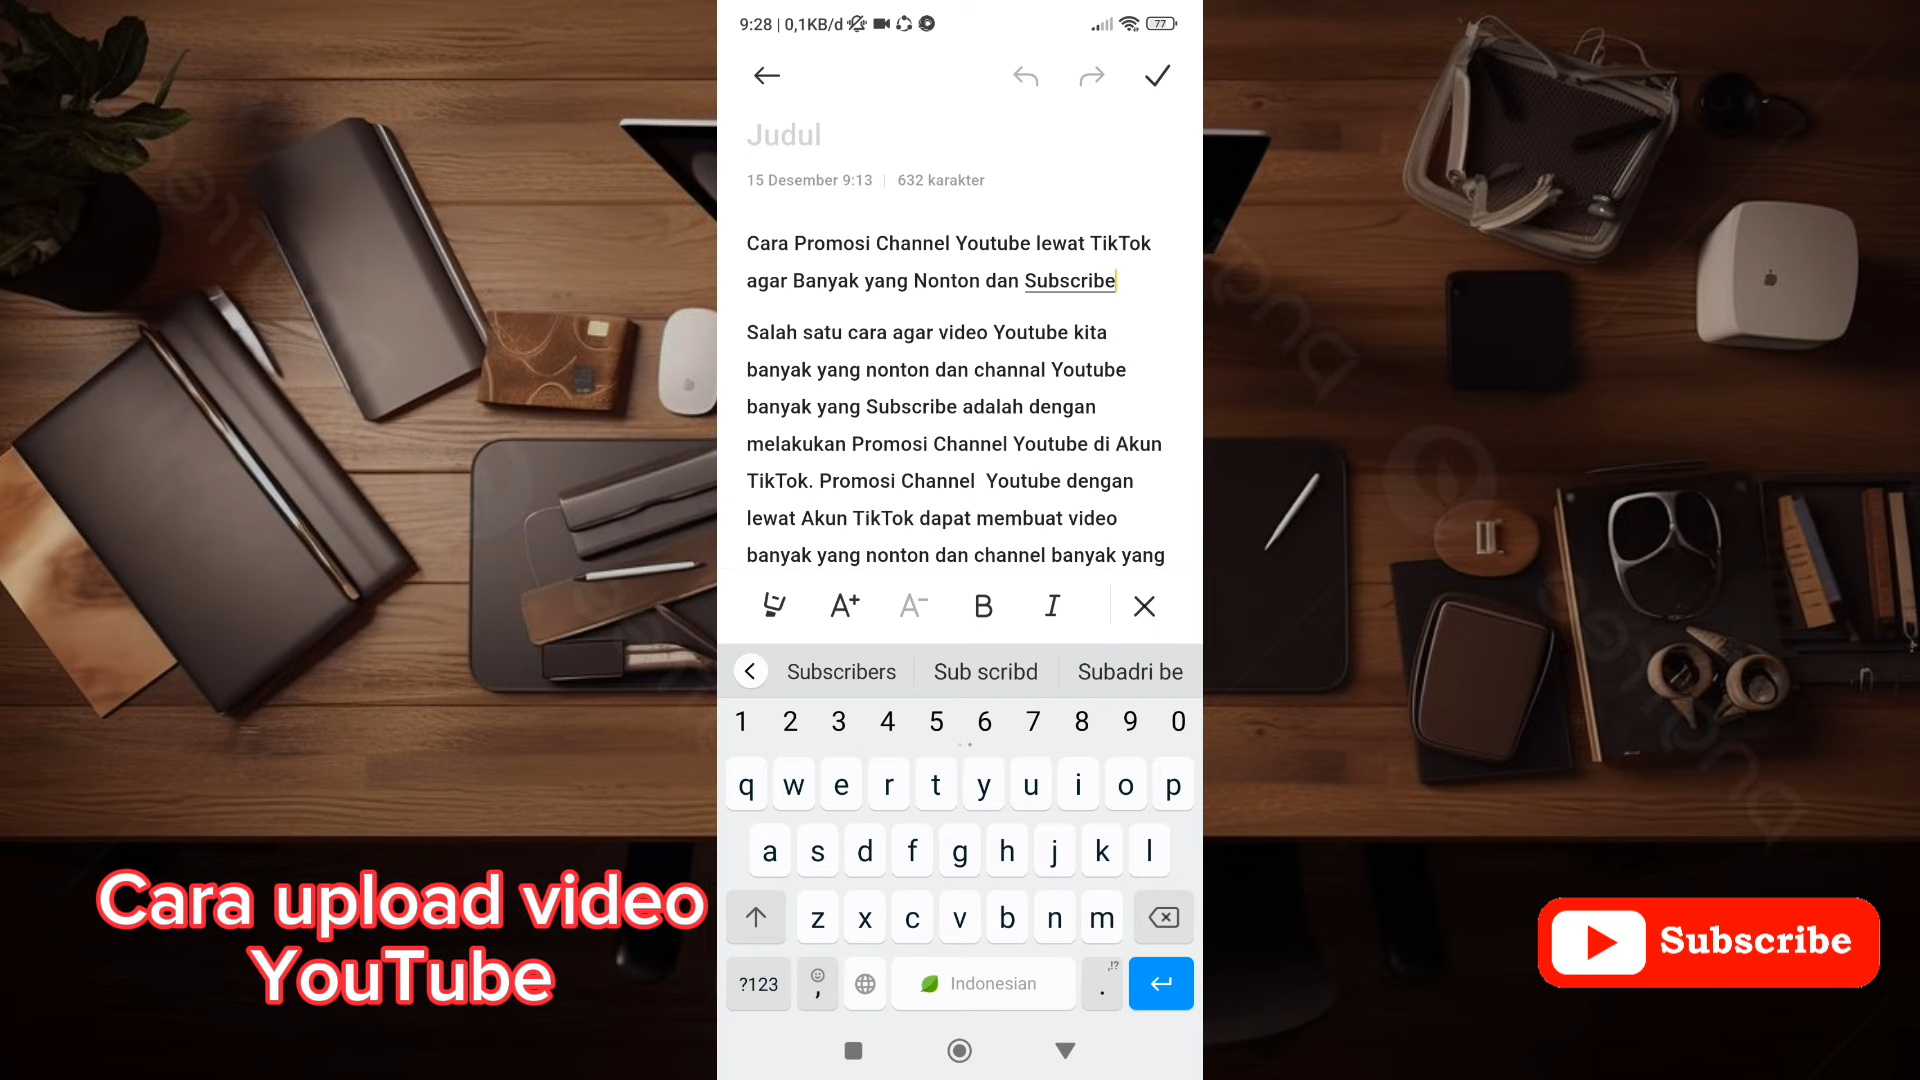 9:28 | 0,1KB/d
77
Judul
15 Desember 9:13 | 632 karakter
Cara Promosi Channel Youtube lewat TikTok
agar Banyak yang Nonton dan Subscribe
Salah satu cara agar video Youtube kita
banyak yang nonton dan channal Youtube
banyak yang Subscribe adalah dengan
melakukan Promosi Channel Youtube di Akun
TikTok. Promosi Channel  Youtube dengan
lewat Akun TikTok dapat membuat video
banyak yang nonton dan channel banyak yang
A+ A- B I
Subscribers Sub scribd Subadri be
1 2 3 4 5 6 7 8 9 0
q w e r t y u i o p
a s d f g h j k l
z x c v b n m
?123 , Indonesian . ,!?
Cara upload video
YouTube
Subscribe